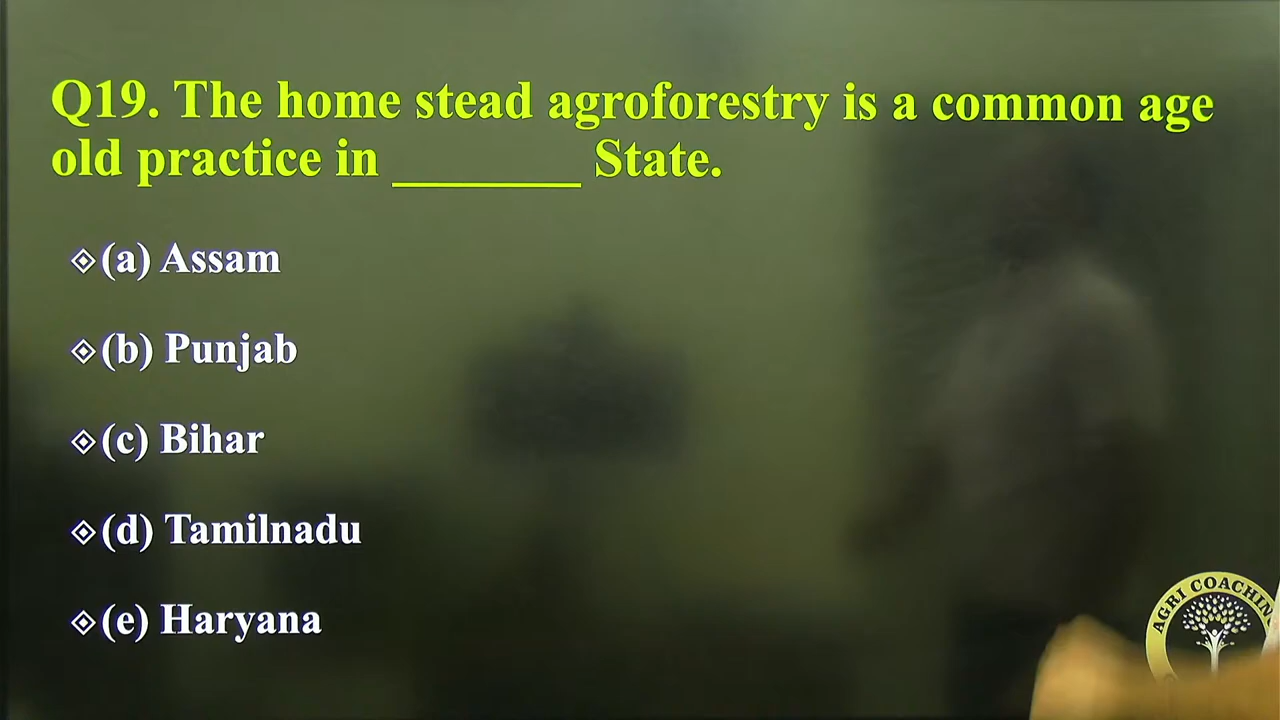 Q19. The home stead agroforestry is a common age
old practice in ________ State.
(a) Assam
(b) Punjab
(c) Bihar
(d) Tamilnadu
(e) Haryana
AGRI COACHING